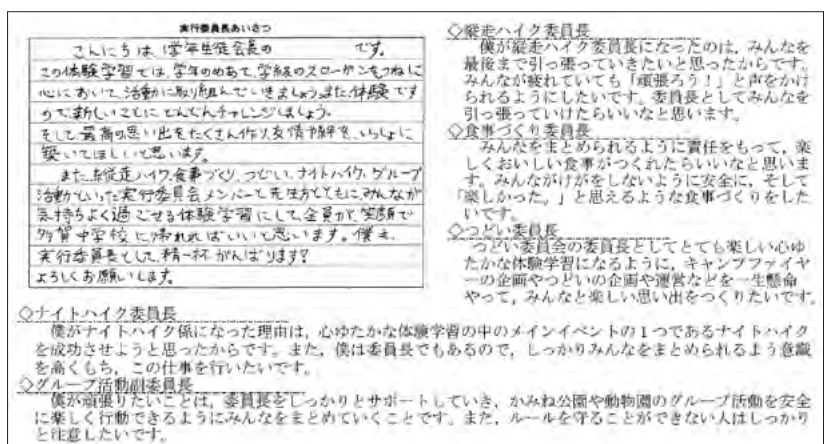 実行委員長あいさつ
こんにちは、1学年生徒会長の です。
この体験学習では、学年のめあて、学級のスローガンをつねに
心において、活動に取り組んでいきましょう。また、体験です
ので、新しいことにどんどんチャレンジしましょう。
そして、最高の思い出をたくさん作り、友情や絆を、いっしょに
築いてほしいと思います。
また、縦走ハイク、食事づくり、つどい、ナイトハイク、グループ
活動といった実行委員会メンバーと先生方とともに、みんなが
気持ちよく過ごせる体験学習にして、全員が、笑顔で
多賀中学校に帰れればいいと思います。僕も、
実行委員長として、精一杯がんばります?
よろしくお願いします。
◇縦走ハイク委員長
僕が縦走ハイク委員長になったのは,みんなを
最後まで引っ張っていきたいと思ったからです。
みんなが疲れていても「頑張ろう!」と声をかけ
られるようにしたいです。委員長としてみんなを
引っ張っていけたらいいなと思います。
◇食事づくり委員長
みんなをまとめられるように責任をもって,楽
しくおいしい食事がつくれたらいいなと思いま
す。みんながけがをしないように安全に,そして
「楽しかった。」と思えるような食事づくりをした
いです。
◇つどい委員長
つどい委員会の委員長としてとても楽しい心ゆ
たかな体験学習になるように,キャンプファイヤ
ーの企画やつどいの企画や運営などを一生懸命
やって,みんなと楽しい思い出をつくりたいです。
◇ナイトハイク委員長
僕がナイトハイク係になった理由は,心ゆたかな体験学習の中のメインイベントの1つであるナイトハイク
を成功させようと思ったからです。また,僕は委員長でもあるので,しっかりみんなをまとめられるよう意識
を高くもち,この仕事を行いたいです。
◇グループ活動副委員長
僕が頑張りたいことは,委員長をしっかりとサポートしていき,かみね公園や動物園のグループ活動を安全
に楽しく行動できるようにみんなをまとめていくことです。また,ルールを守ることができない人はしっかり
と注意したいです。